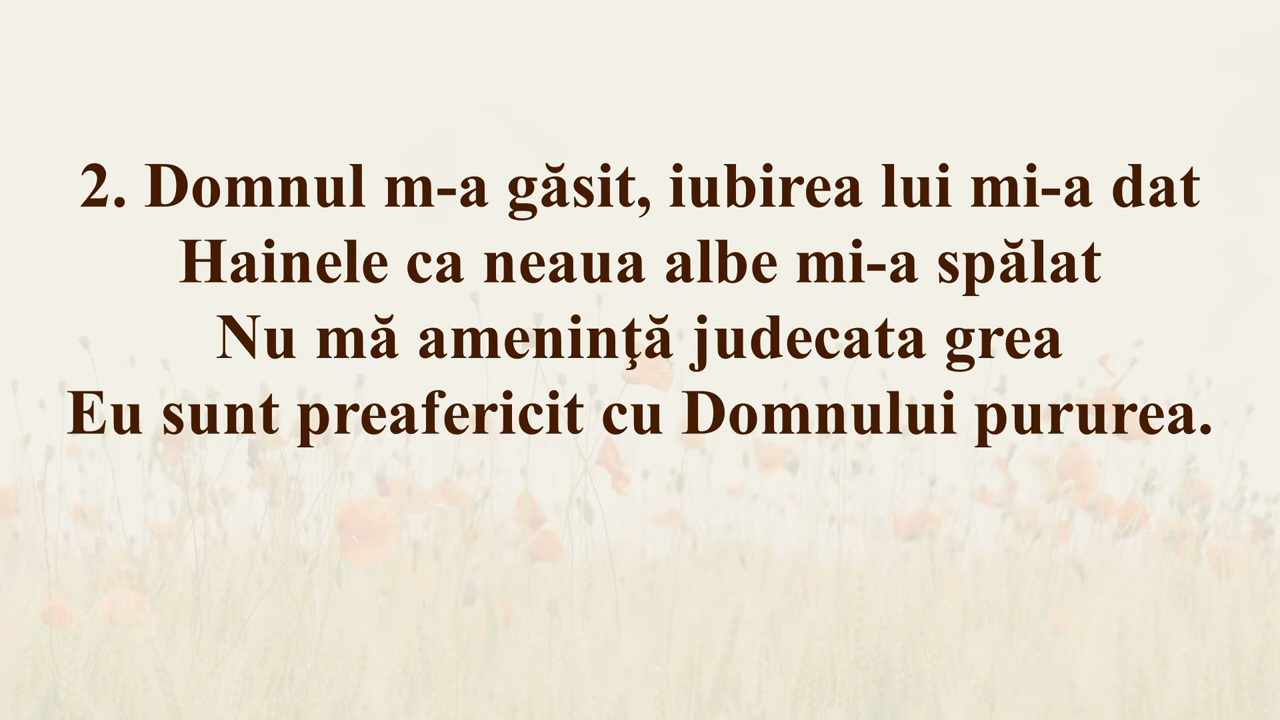 2. Domnul m-a găsit, iubirea lui mi-a dat
Hainele ca neaua albe mi-a spălat
Nu mă ameninţă judecata grea
Eu sunt preafericit cu Domnului pururea.